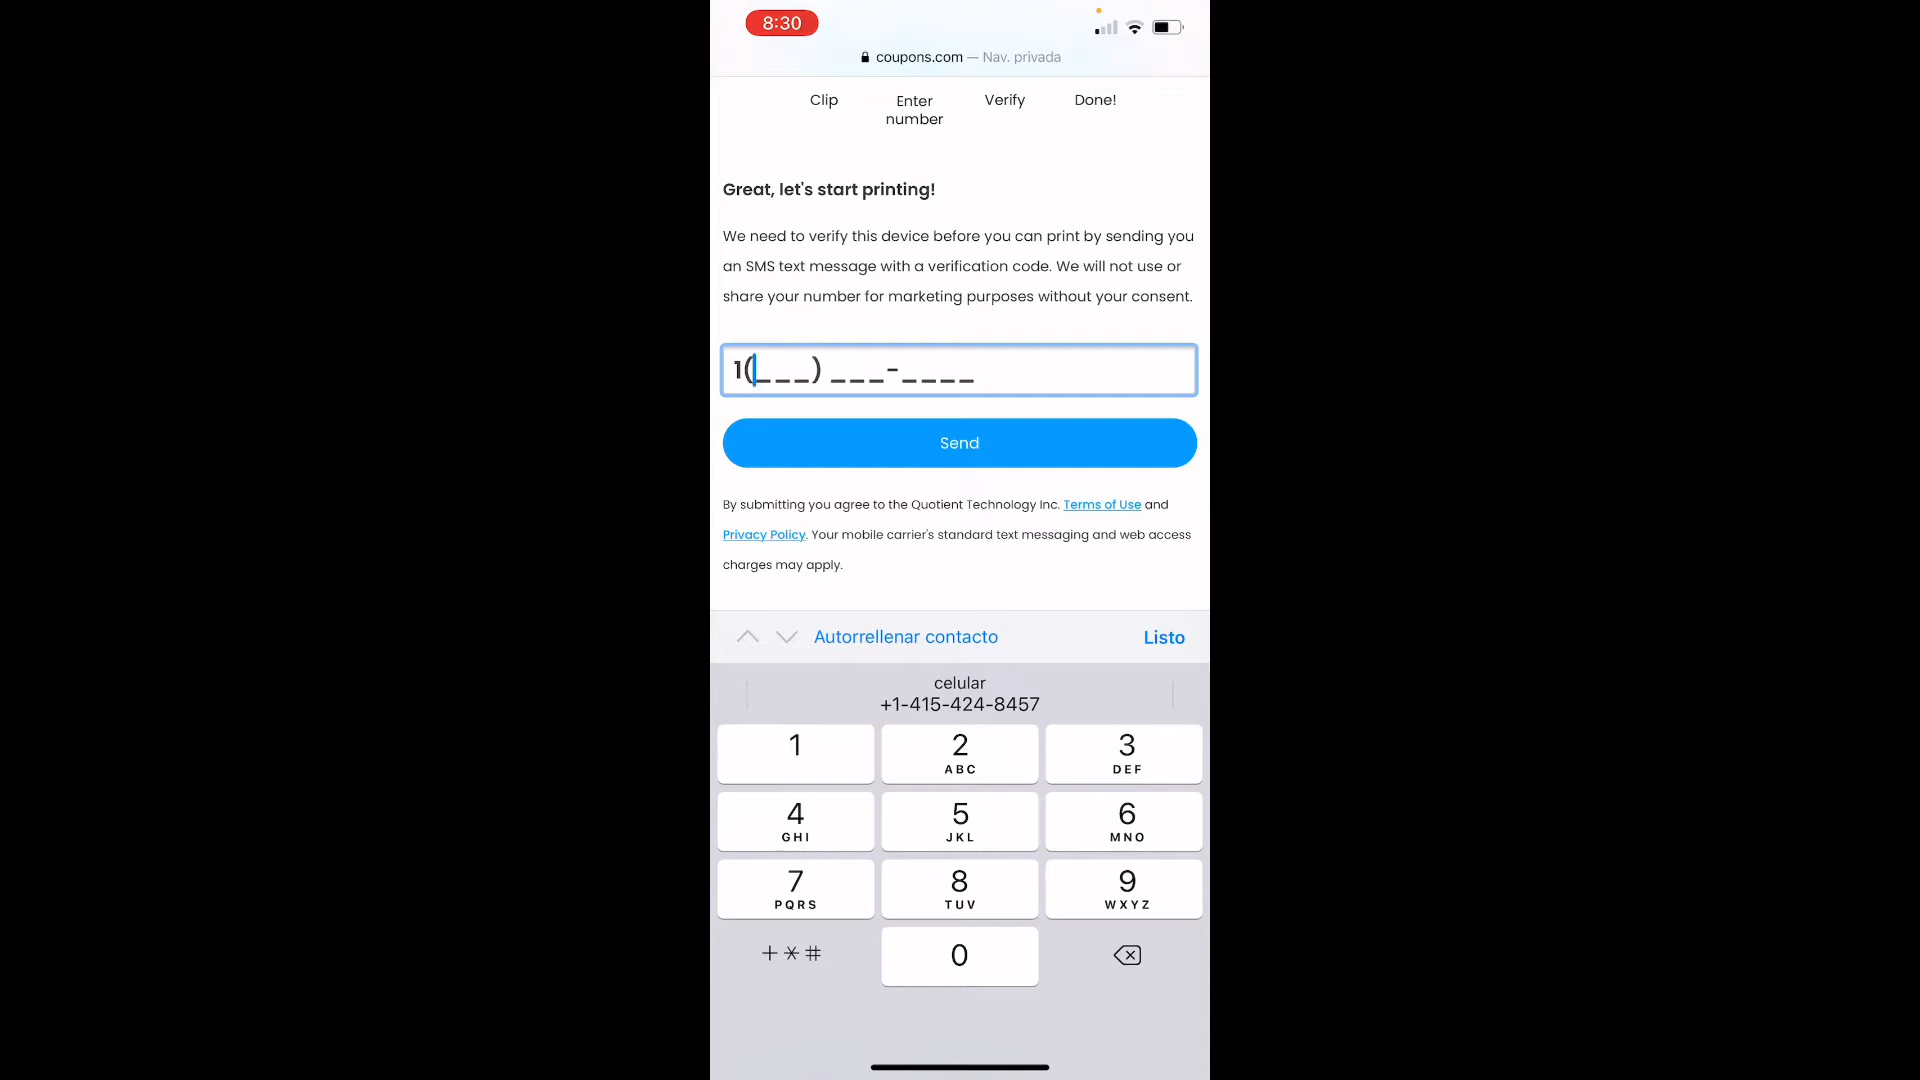 8:30
coupons.com — Nav. privada
Clip Enter number Verify Done!
Great, let's start printing!
We need to verify this device before you can print by sending you
an SMS text message with a verification code. We will not use or
share your number for marketing purposes without your consent.
1(___) ___-____
Send
By submitting you agree to the Quotient Technology Inc. Terms of Use and
Privacy Policy. Your mobile carrier's standard text messaging and web access
charges may apply.
Autorrellenar contacto Listo
celular
+1-415-424-8457
1 2 3
ABC DEF
4 5 6
GHI JKL MNO
7 8 9
PQRS TUV WXYZ
+*# 0